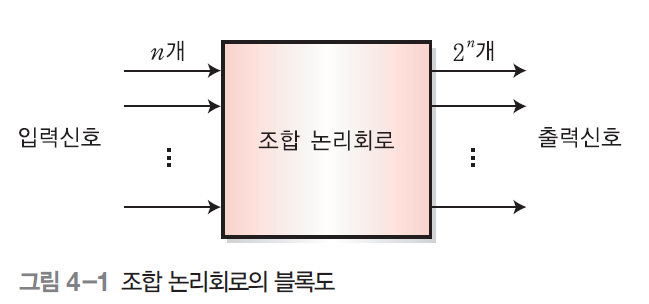 n개
2ⁿ개
입력신호
조합 논리회로
출력신호
그림 4-1 조합 논리회로의 블록도